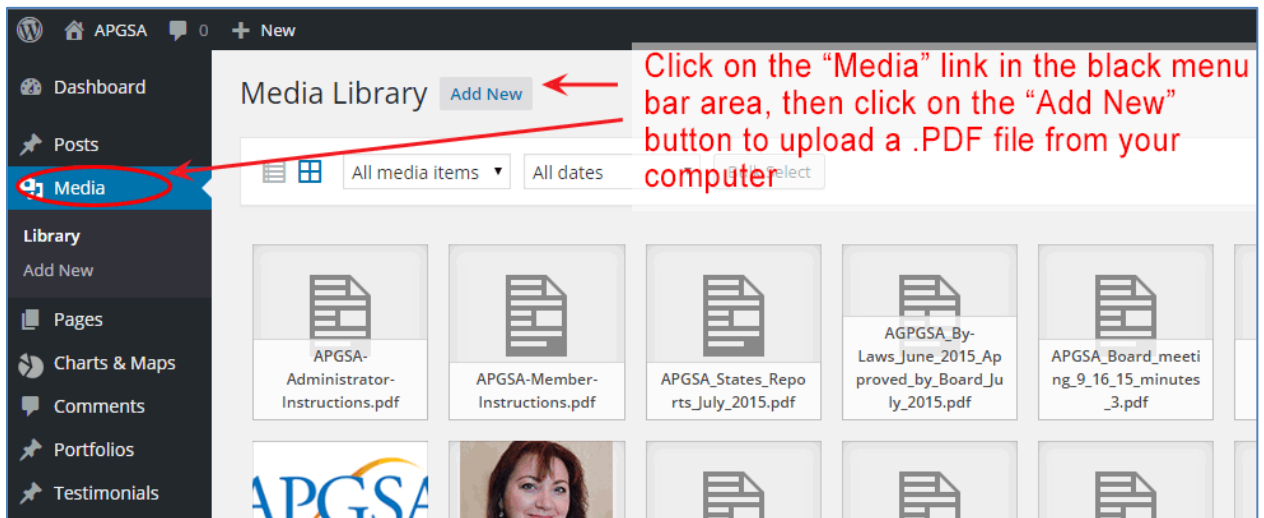 APGSA 0 + New
Click on the “Media” link in the black menu
bar area, then click on the “Add New”
button to upload a .PDF file from your
computer
Dashboard
Posts
Media
Library
Add New
Pages
Charts & Maps
Comments
Portfolios
Testimonials
Media Library Add New
All media items All dates Bulk Select
APGSA-
Administrator-
Instructions.pdf
APGSA-Member-
Instructions.pdf
APGSA_States_Repo
rts_July_2015.pdf
AGPGSA_By-
Laws_June_2015_Ap
proved_by_Board_Ju
ly_2015.pdf
APGSA_Board_meeti
ng_9_16_15_minutes
_3.pdf
APGSA